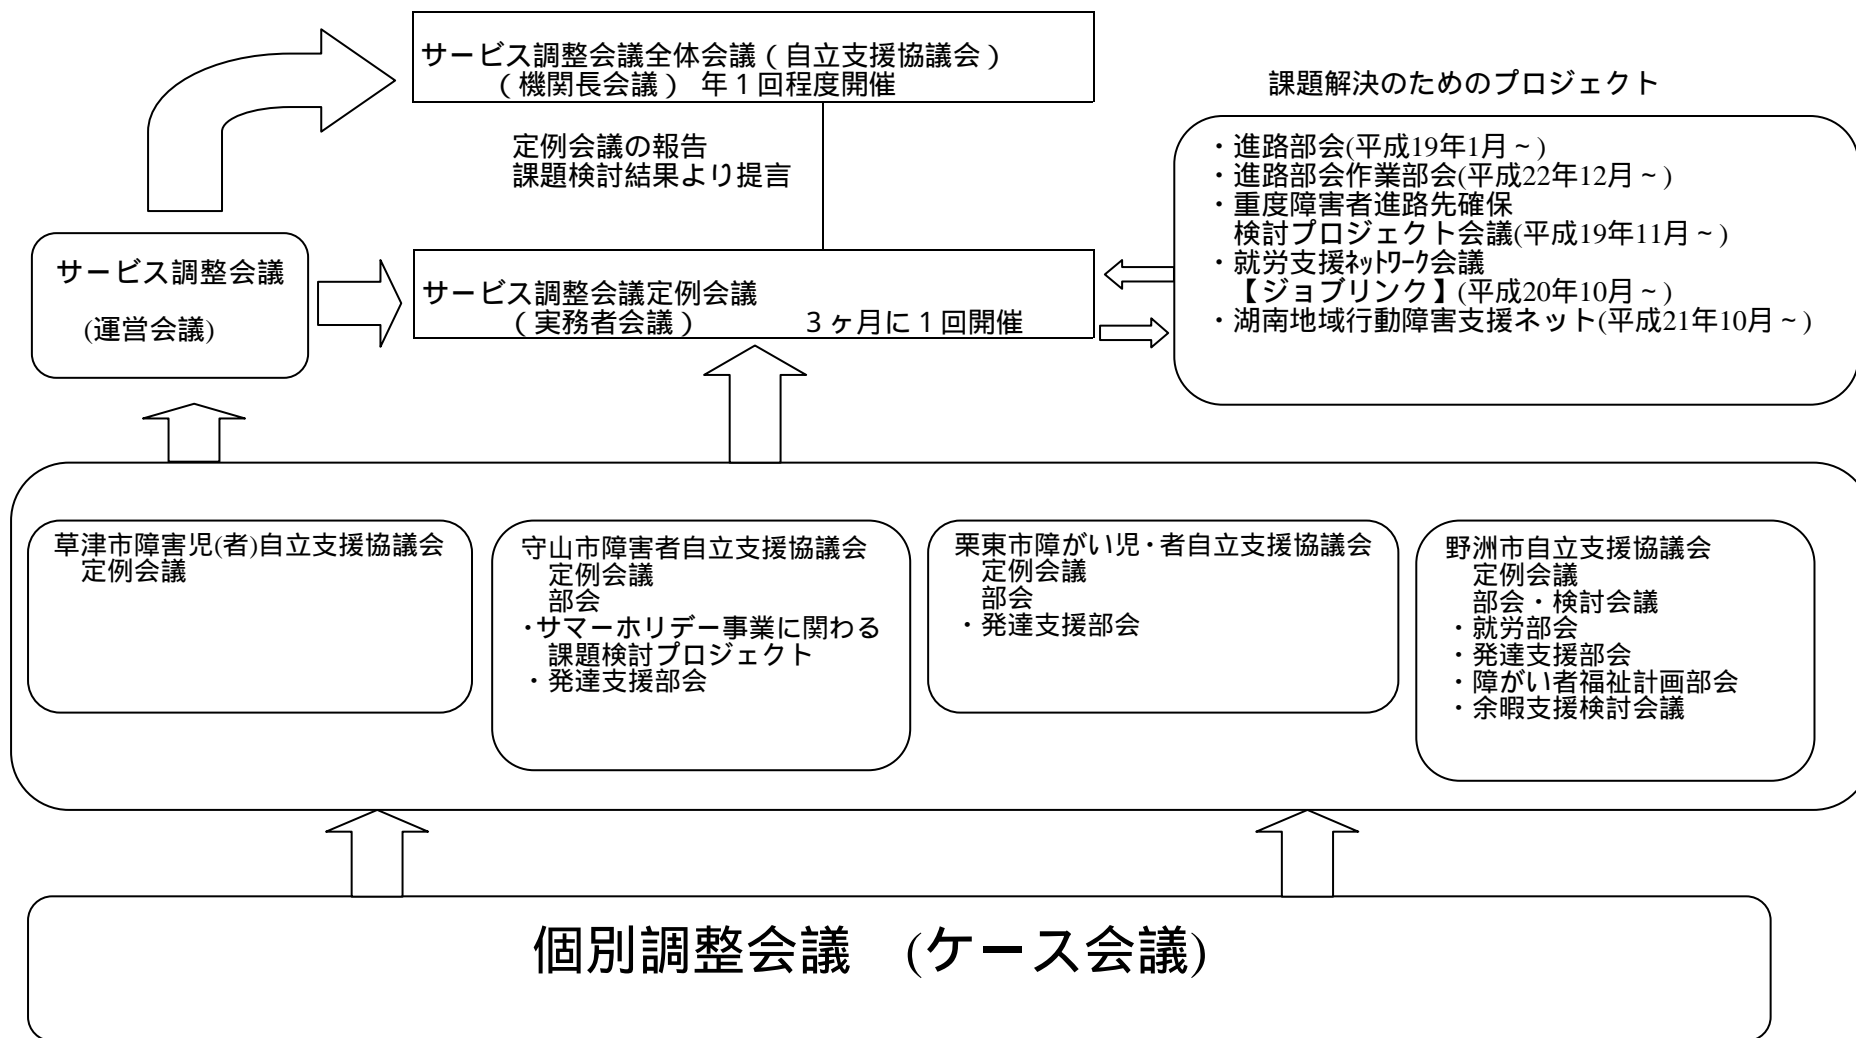 サービス調整会議全体会議（自立支援協議会）
（機関長会議） 年１回程度開催
定例会議の報告
課題検討結果より提言
課題解決のためのプロジェクト
・進路部会(平成19年1月～)
・進路部会作業部会(平成22年12月～)
・重度障害者進路先確保
検討プロジェクト会議(平成19年11月～)
・就労支援ﾈｯﾄﾜｰｸ会議
【ジョブリンク】(平成20年10月～)
・湖南地域行動障害支援ネット(平成21年10月～)
サービス調整会議
(運営会議)
サービス調整会議定例会議
（実務者会議） ３ヶ月に１回開催
草津市障害児(者)自立支援協議会
定例会議
守山市障害者自立支援協議会
定例会議
部会
・サマーホリデー事業に関わる
課題検討プロジェクト
・発達支援部会
栗東市障がい児・者自立支援協議会
定例会議
部会
・発達支援部会
野洲市自立支援協議会
定例会議
部会・検討会議
・就労部会
・発達支援部会
・障がい者福祉計画部会
・余暇支援検討会議
個別調整会議 (ケース会議)